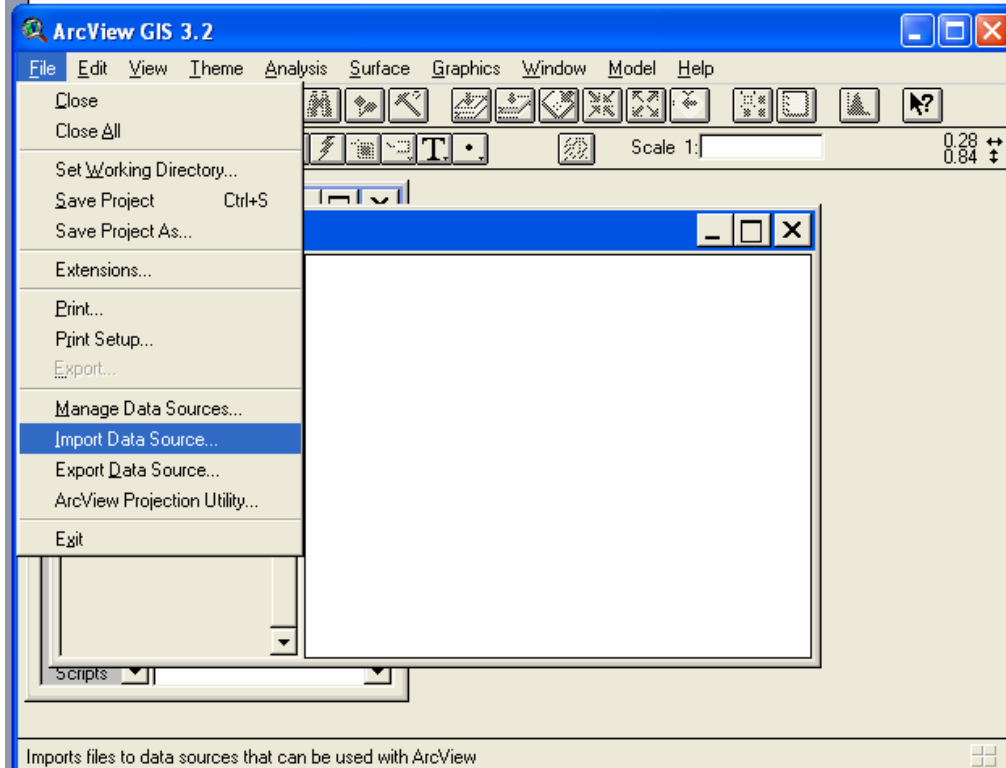 ArcView GIS 3.2
File Edit View Theme Analysis Surface Graphics Window Model Help
Close
Close All
Set Working Directory...
Save Project Ctrl+S
Save Project As...
Extensions...
Print...
Print Setup...
Export...
Manage Data Sources...
Import Data Source...
Export Data Source...
ArcView Projection Utility...
Exit
T
Scale 1:
0.28
0.84
Scripts
Imports files to data sources that can be used with ArcView